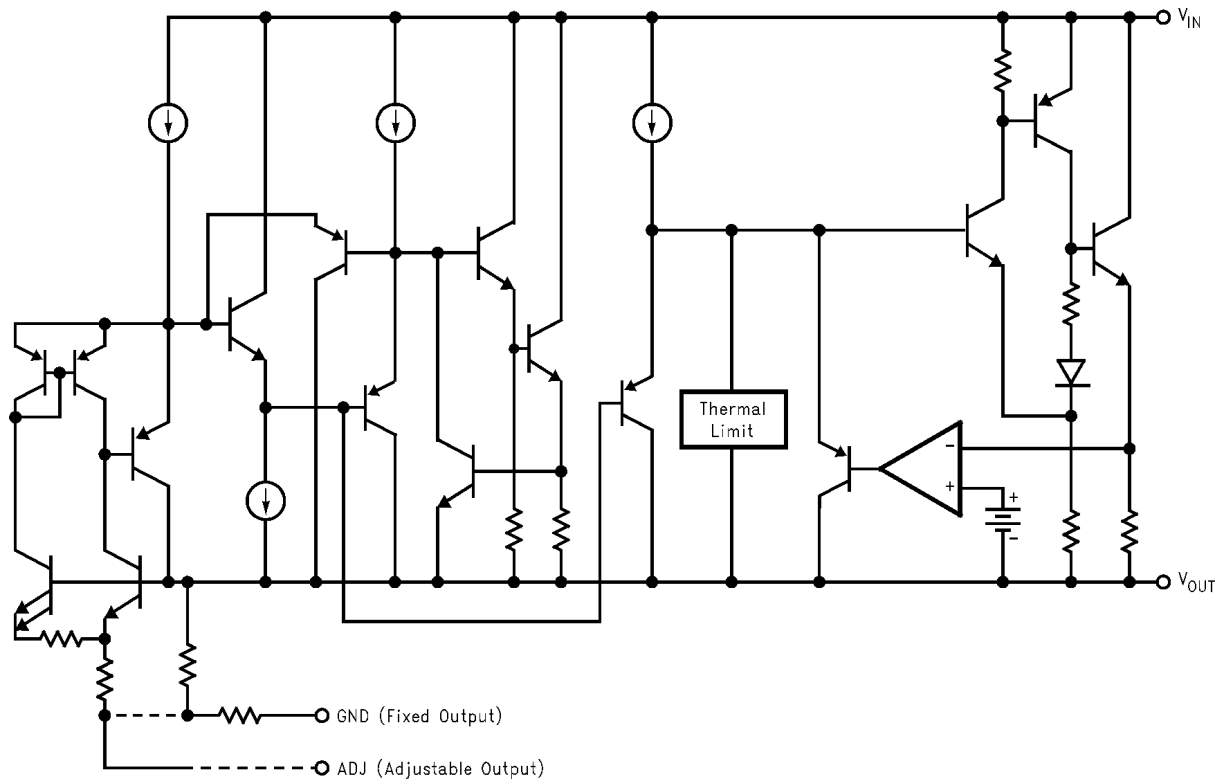 V_IN
Thermal
Limit
-
+
+
-
V_OUT
GND (Fixed Output)
ADJ (Adjustable Output)